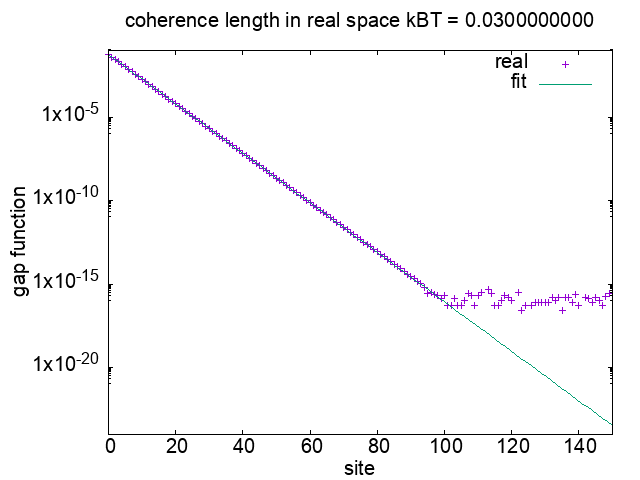 coherence length in real space kBT = 0.0300000000
real
fit
1x10-5
1x10-10
1x10-15
1x10-20
gap function
0 20 40 60 80 100 120 140
site